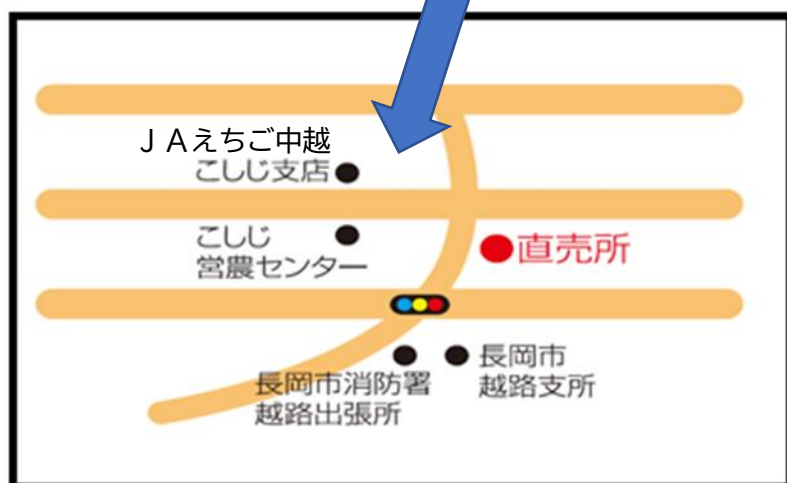 ＪＡえちご中越
こしじ支店
こしじ
営農センター
直売所
長岡市
越路支所
長岡市消防署
越路出張所